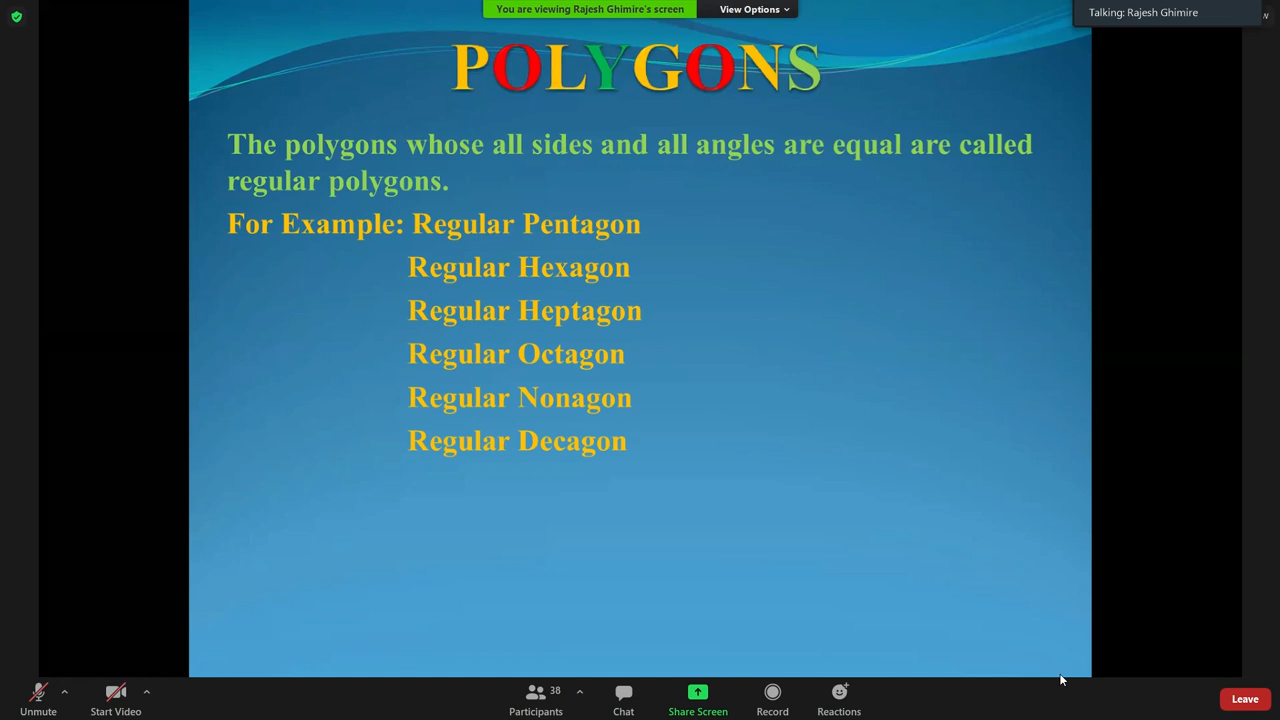 You are viewing Rajesh Ghimire's screen
View Options
Talking: Rajesh Ghimire
POLYGONS
The polygons whose all sides and all angles are equal are called
regular polygons.
For Example: Regular Pentagon
Regular Hexagon
Regular Heptagon
Regular Octagon
Regular Nonagon
Regular Decagon
Unmute
Start Video
38
Participants
Chat
Share Screen
Record
Reactions
Leave